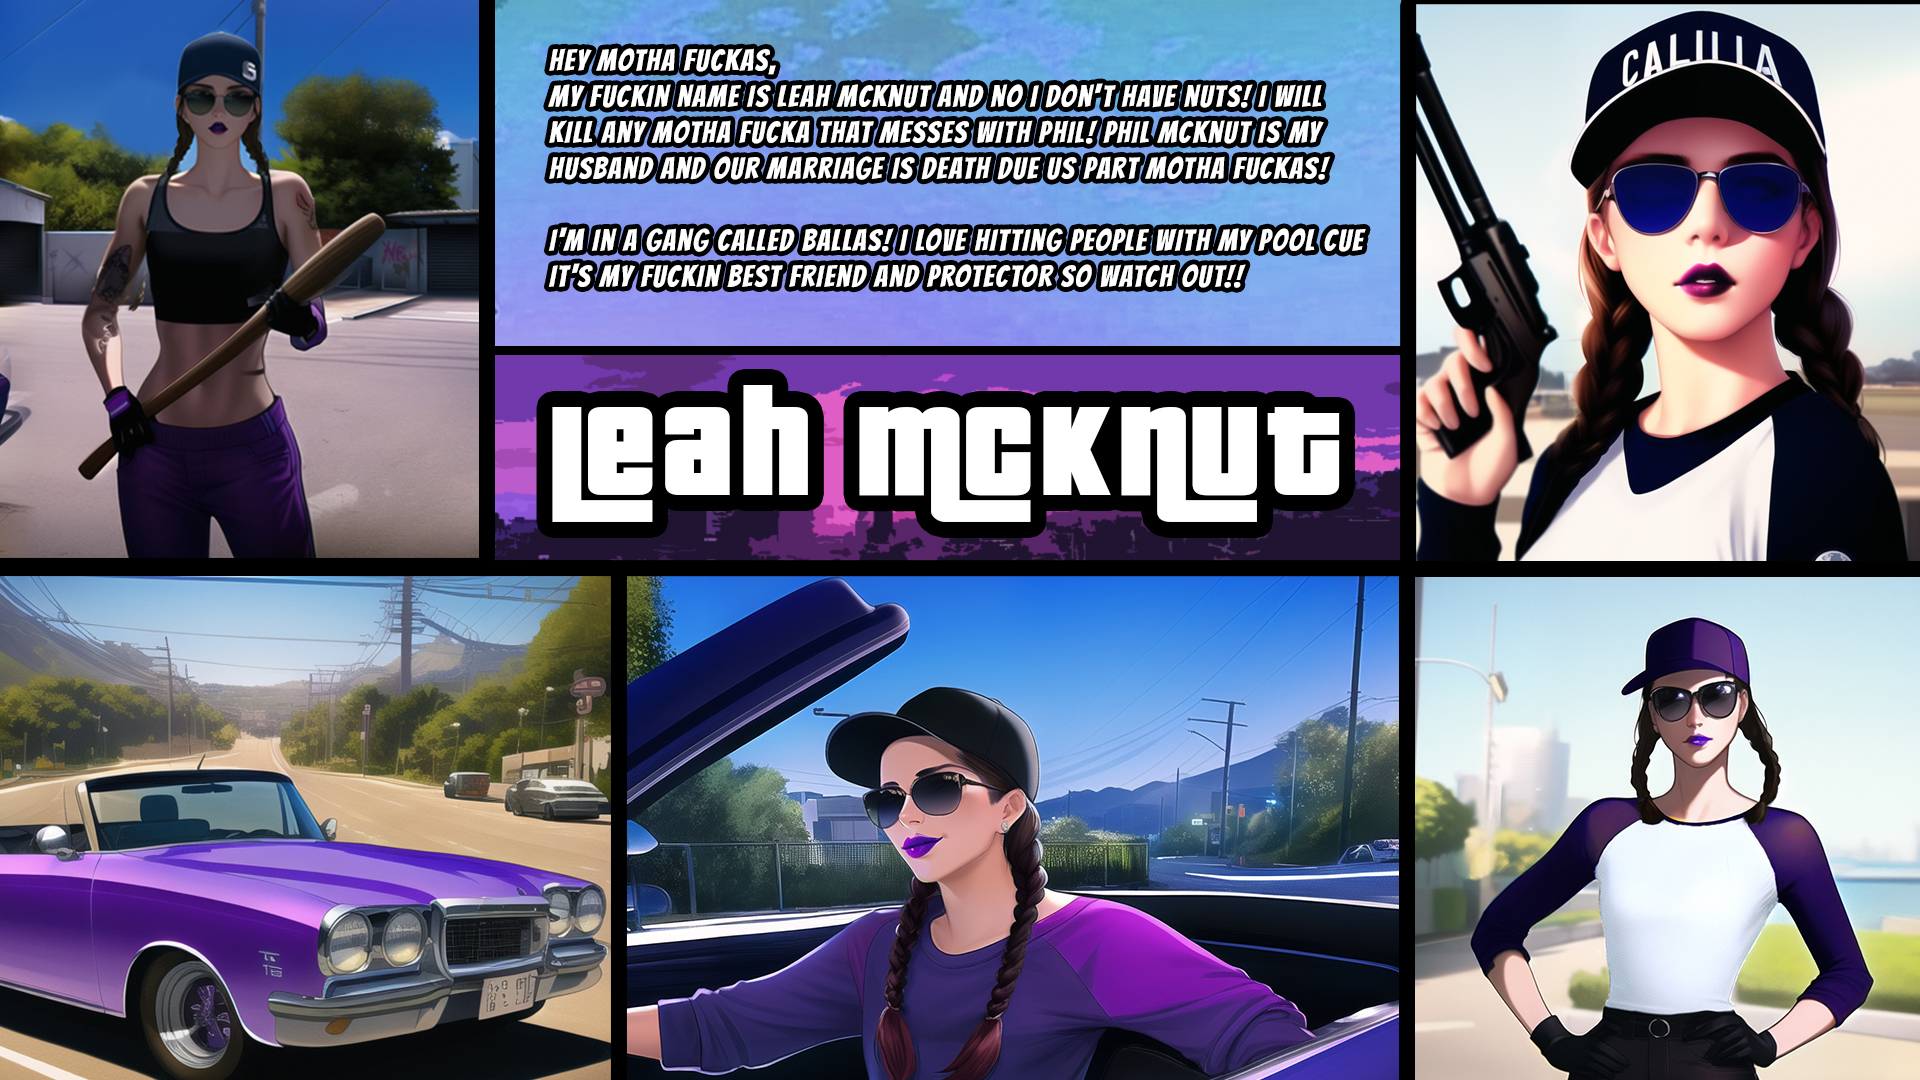 HEY MOTHA FUCKAS,
MY FUCKIN NAME IS LEAH MCKNUT AND NO I DON'T HAVE NUTS! I WILL
KILL ANY MOTHA FUCKA THAT MESSES WITH PHIL! PHIL MCKNUT IS MY
HUSBAND AND OUR MARRIAGE IS DEATH DUE US PART MOTHA FUCKAS!
I'M IN A GANG CALLED BALLAS! I LOVE HITTING PEOPLE WITH MY POOL CUE
IT'S MY FUCKIN BEST FRIEND AND PROTECTOR SO WATCH OUT!!
Leah McKnut